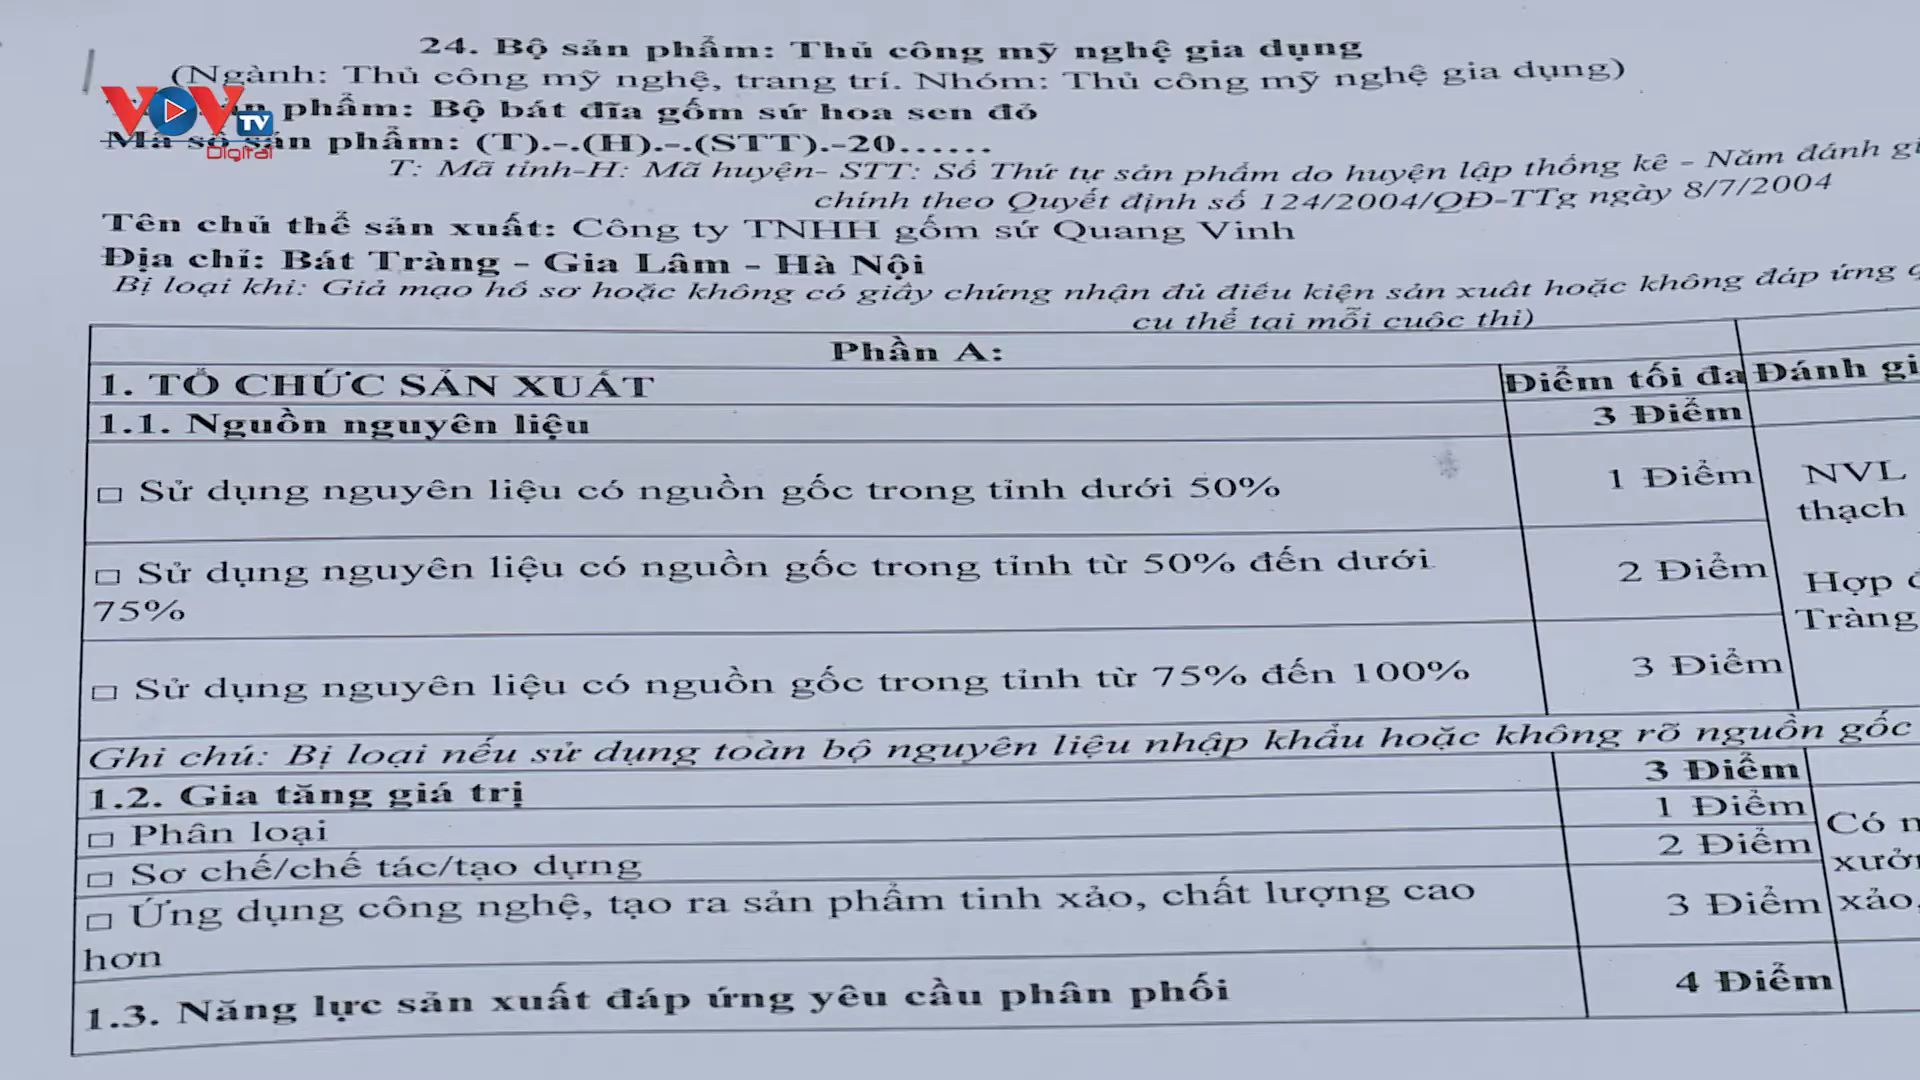 24. Bộ sản phẩm: Thủ công mỹ nghệ gia dụng
(Ngành: Thủ công mỹ nghệ, trang trí. Nhóm: Thủ công mỹ nghệ gia dụng)
VOV TV Digital
phẩm: Bộ bát đĩa gốm sứ hoa sen đỏ
Mã số sản phẩm: (T).-.(H).-.(STT).-20......
T: Mã tỉnh-H: Mã huyện- STT: Số Thứ tự sản phẩm do huyện lập thống kê - Năm đánh
chính theo Quyết định số 124/2004/QĐ-TTg ngày 8/7/2004
Tên chủ thể sản xuất: Công ty TNHH gốm sứ Quang Vinh
Địa chỉ: Bát Tràng - Gia Lâm - Hà Nội
Bị loại khi: Giả mạo hồ sơ hoặc không có giấy chứng nhận đủ điều kiện sản xuất hoặc không đáp ứng
cụ thể tại mỗi cuộc thi)
Phần A:
1. TỔ CHỨC SẢN XUẤT Điểm tối đa Đánh gi
1.1. Nguồn nguyên liệu 3 Điểm
□ Sử dụng nguyên liệu có nguồn gốc trong tỉnh dưới 50% 1 Điểm NVL
thạch
□ Sử dụng nguyên liệu có nguồn gốc trong tỉnh từ 50% đến dưới 2 Điểm Hợp
75% Tràng
□ Sử dụng nguyên liệu có nguồn gốc trong tỉnh từ 75% đến 100% 3 Điểm
Ghi chú: Bị loại nếu sử dụng toàn bộ nguyên liệu nhập khẩu hoặc không rõ nguồn gốc
1.2. Gia tăng giá trị 3 Điểm
□ Phân loại 1 Điểm Có
□ Sơ chế/chế tác/tạo dựng 2 Điểm xưởn
□ Ứng dụng công nghệ, tạo ra sản phẩm tinh xảo, chất lượng cao 3 Điểm xảo,
hơn
1.3. Năng lực sản xuất đáp ứng yêu cầu phân phối 4 Điểm